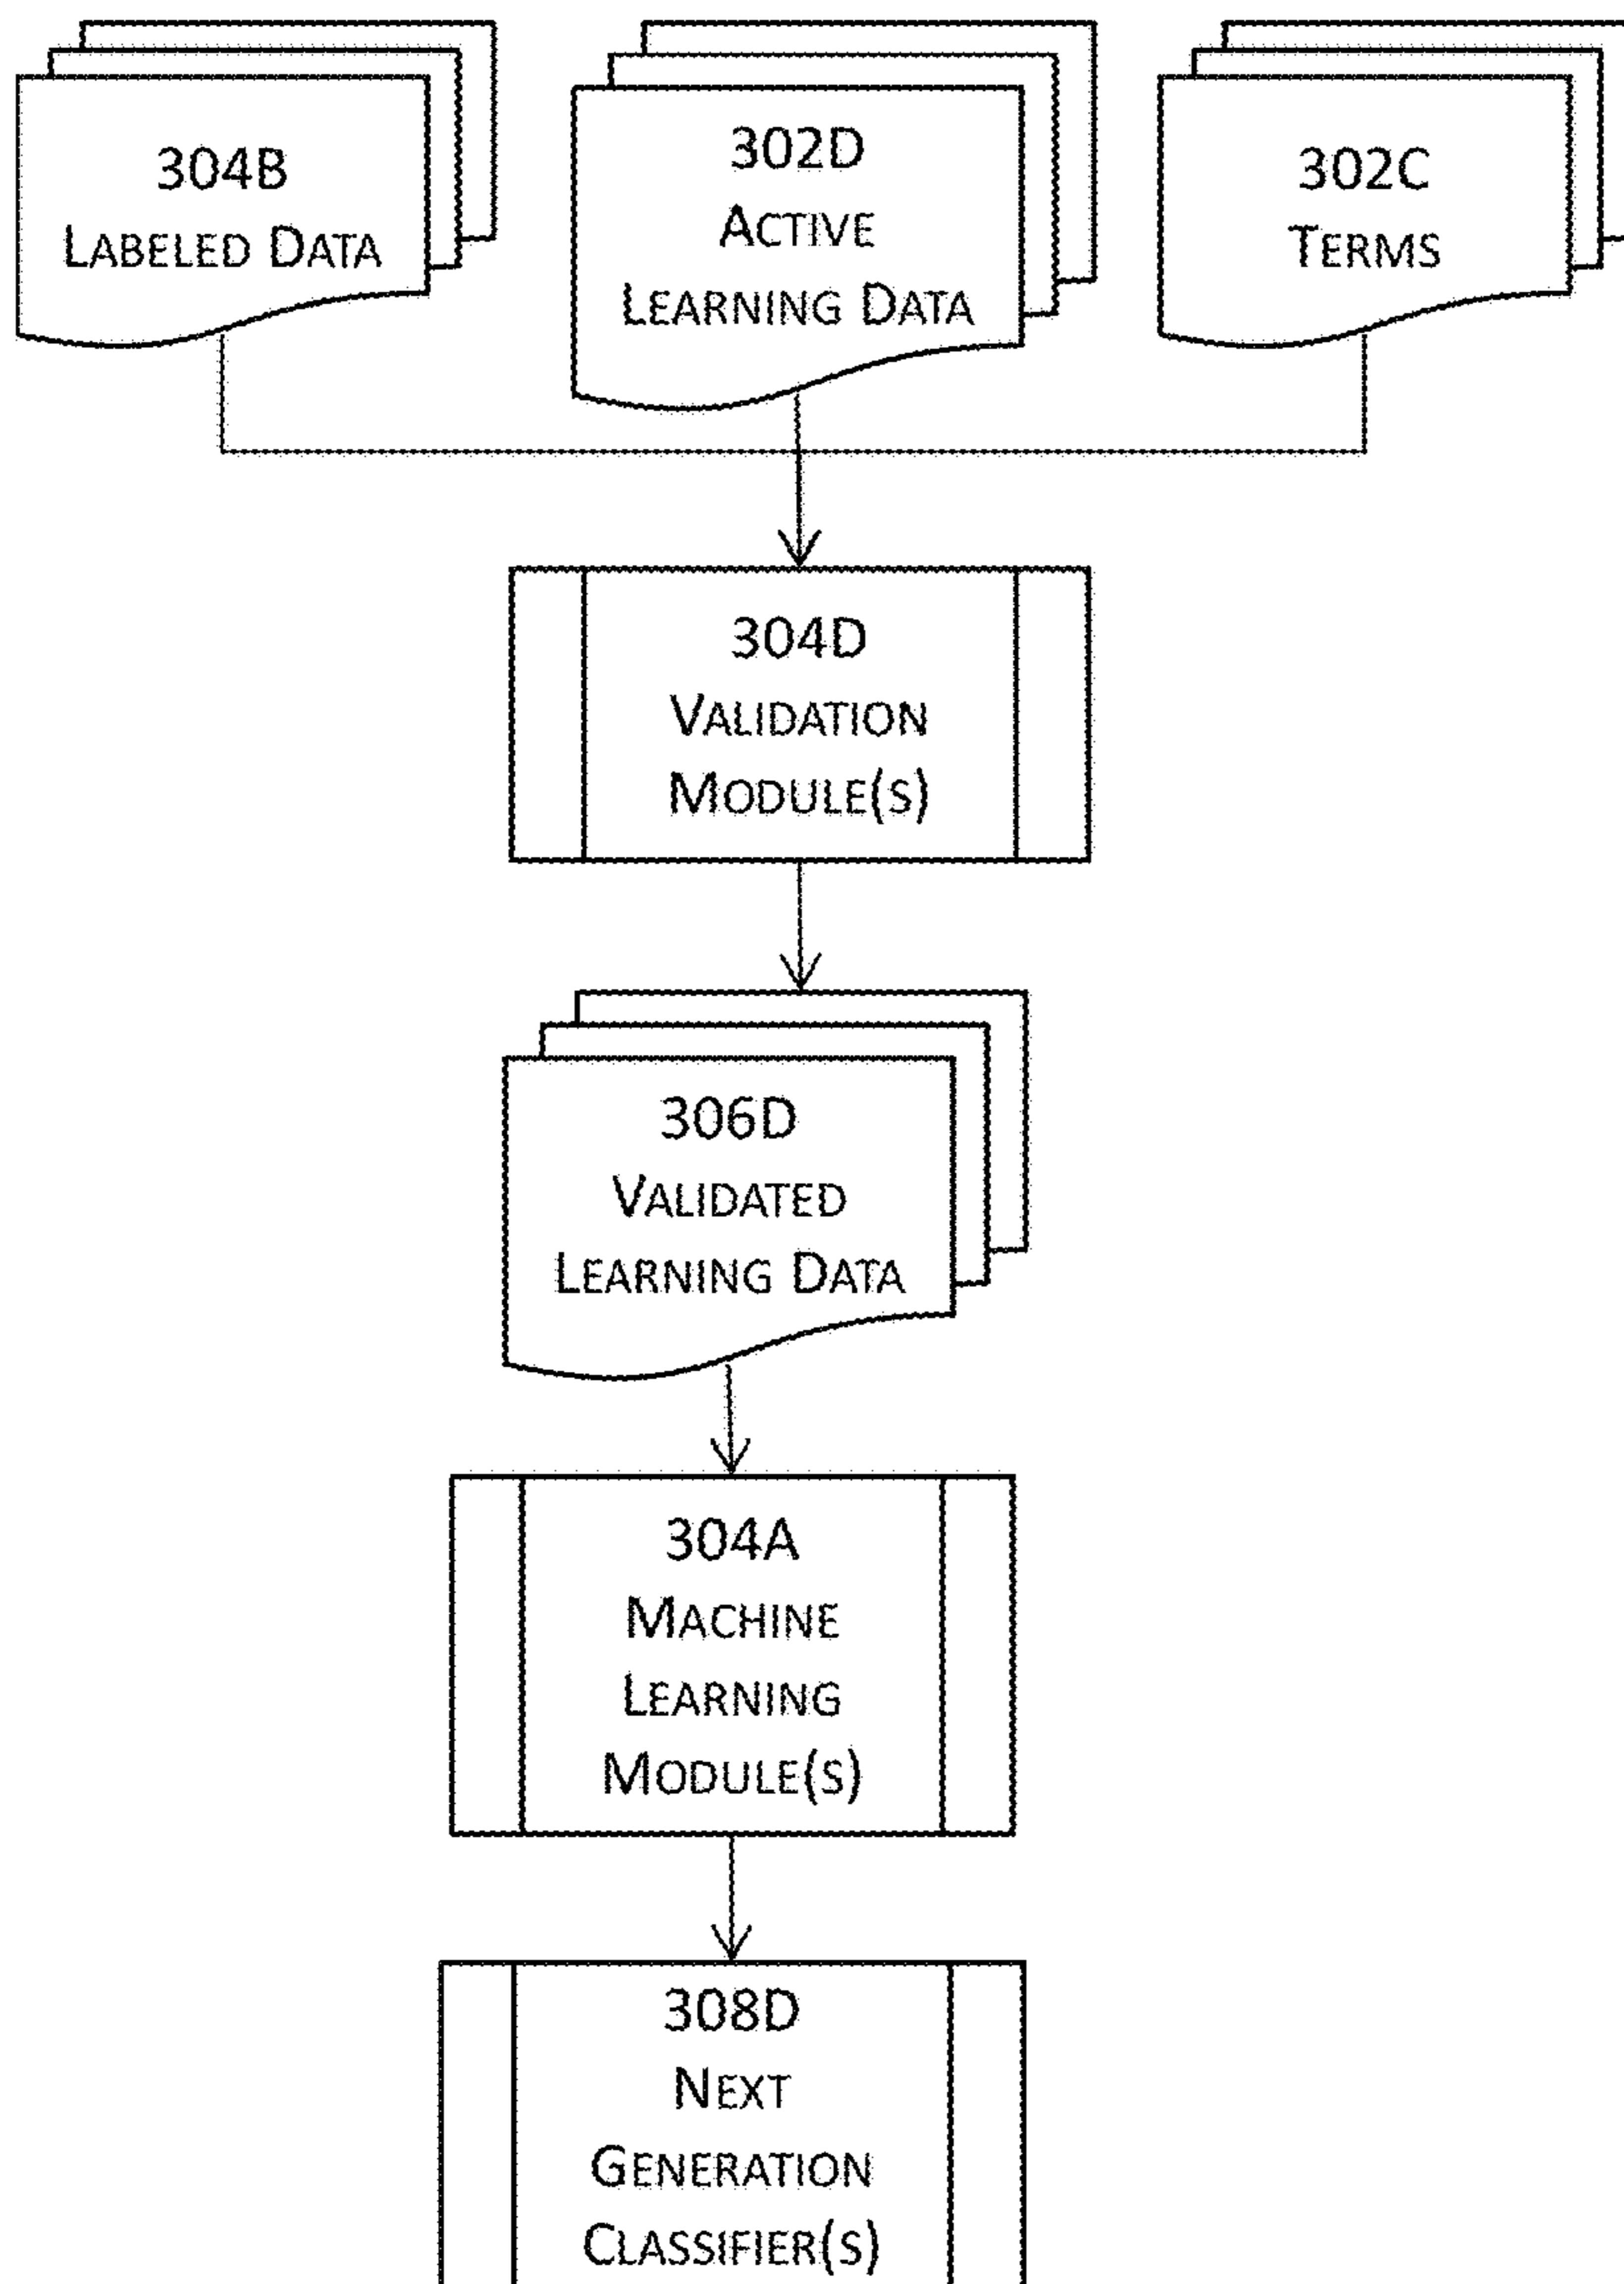 304B
LABELED DATA
302D
ACTIVE
LEARNING DATA
302C
TERMS
304D
VALIDATION
MODULE(S)
306D
VALIDATED
LEARNING DATA
304A
MACHINE
LEARNING
MODULE(S)
308D
NEXT
GENERATION
CLASSIFIER(S)